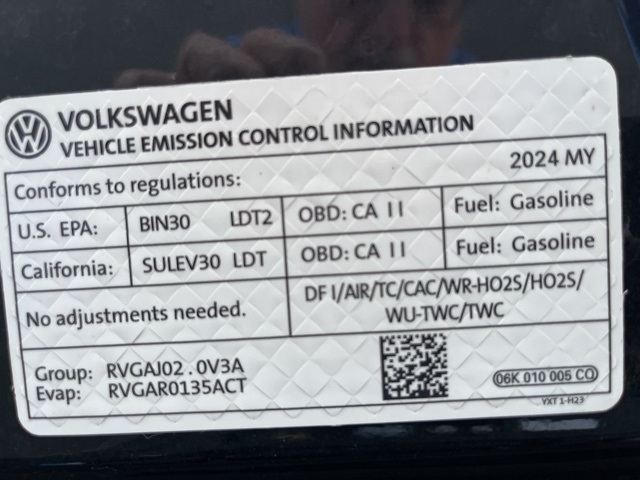 VOLKSWAGEN
VEHICLE EMISSION CONTROL INFORMATION
Conforms to regulations: 2024 MY
U.S. EPA: BIN30 LDT2 OBD: CA II Fuel: Gasoline
California: SULEV30 LDT OBD: CA II Fuel: Gasoline
No adjustments needed. DF I/AIR/TC/CAC/WR-HO2S/HO2S/
WU-TWC/TWC
Group: RVGAJ02.0V3A
Evap: RVGAR0135ACT
06K 010 005 CO
YXT 1-H23